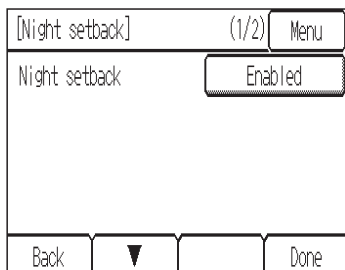 [Night setback] (1/2) Menu
Night setback Enabled
Back ▼ Done